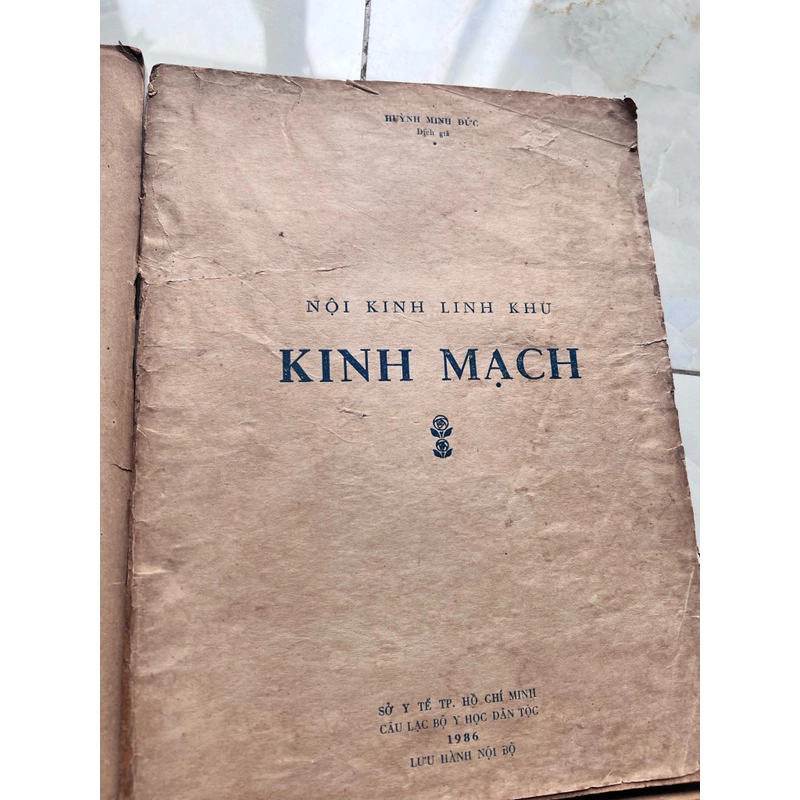 HUỲNH MINH ĐỨC
Dịch giả
NỘI KINH LINH KHU
KINH MẠCH
SỞ Y TẾ TP. HỒ CHÍ MINH
CÂU LẠC BỘ Y HỌC DÂN TỘC
1986
LƯU HÀNH NỘI BỘ